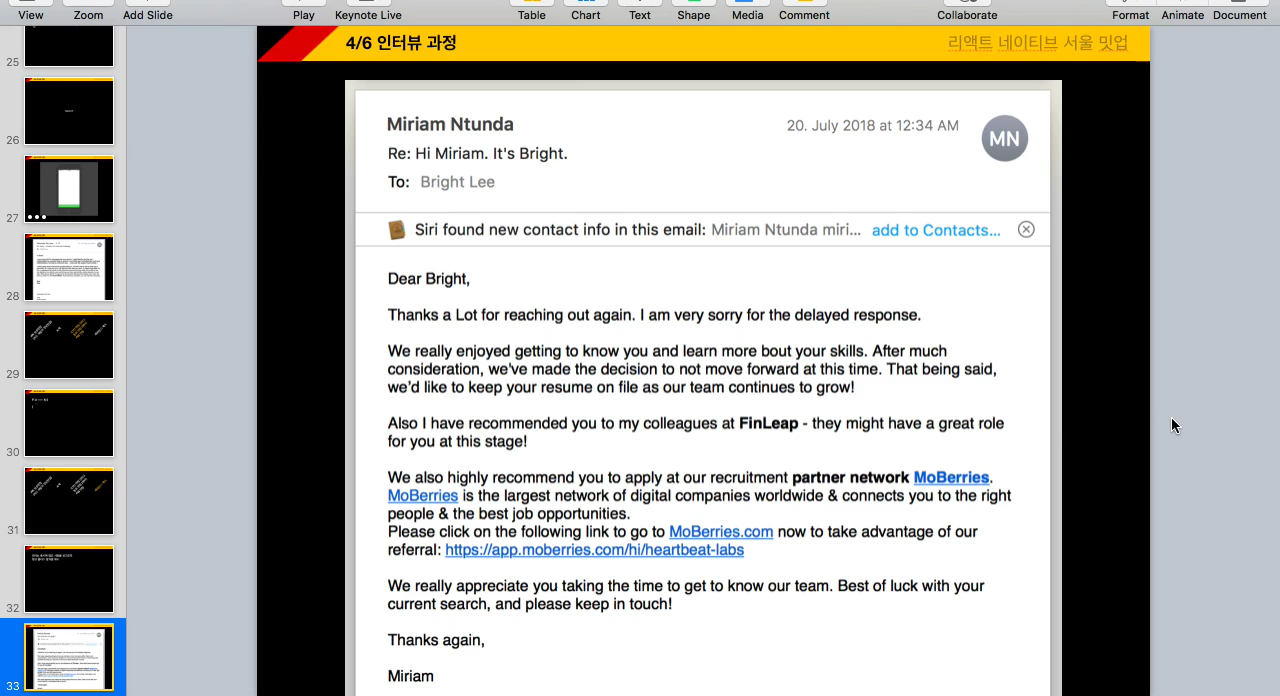 View
Zoom
Add Slide
Play
Keynote Live
Table
Chart
Text
Shape
Media
Comment
Collaborate
Format
Animate
Document
25
26
27
28
29
30
31
32
33
4/6 인터뷰 과정
리액트 네이티브 서울 밋업
Miriam Ntunda
20. July 2018 at 12:34 AM
MN
Re: Hi Miriam. It's Bright.
To: Bright Lee
Siri found new contact info in this email: Miriam Ntunda miri... add to Contacts...
Dear Bright,
Thanks a Lot for reaching out again. I am very sorry for the delayed response.
We really enjoyed getting to know you and learn more bout your skills. After much
consideration, we've made the decision to not move forward at this time. That being said,
we'd like to keep your resume on file as our team continues to grow!
Also I have recommended you to my colleagues at FinLeap - they might have a great role
for you at this stage!
We also highly recommend you to apply at our recruitment partner network MoBerries.
MoBerries is the largest network of digital companies worldwide & connects you to the right
people & the best job opportunities.
Please click on the following link to go to MoBerries.com now to take advantage of our
referral: https://app.moberries.com/hi/heartbeat-labs
We really appreciate you taking the time to get to know our team. Best of luck with your
current search, and please keep in touch!
Thanks again,
Miriam